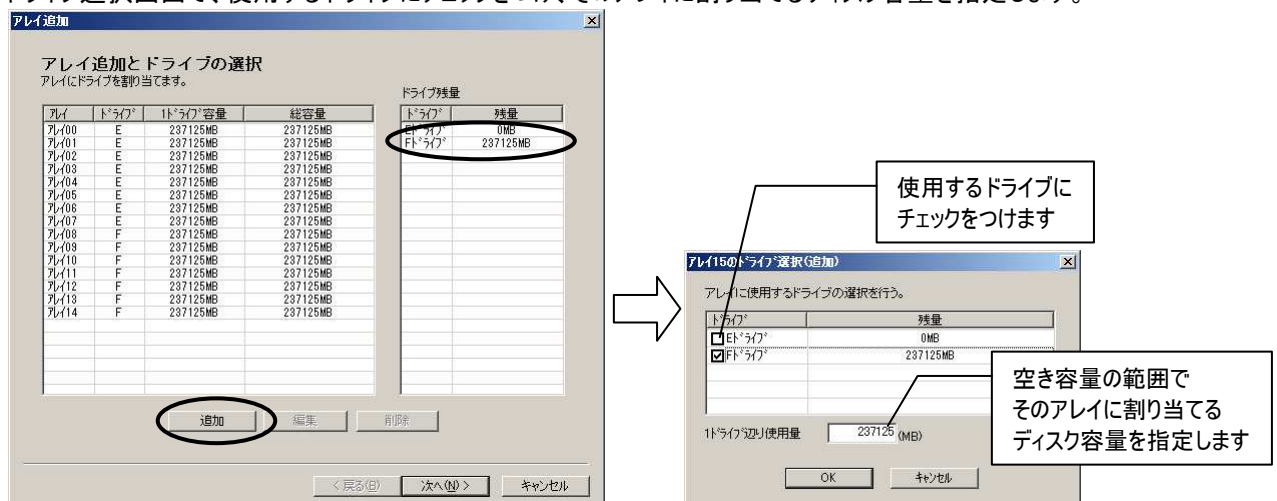 アレイ追加
アレイ追加とドライブの選択
アレイにドライブを割り当てます。
ドライブ残量
ｱﾚｲ ﾄﾞﾗｲﾌﾞ 1ﾄﾞﾗｲﾌﾞ容量 総容量
ｱﾚｲ00 E 237125MB 237125MB
ｱﾚｲ01 E 237125MB 237125MB
ｱﾚｲ02 E 237125MB 237125MB
ｱﾚｲ03 E 237125MB 237125MB
ｱﾚｲ04 E 237125MB 237125MB
ｱﾚｲ05 E 237125MB 237125MB
ｱﾚｲ06 E 237125MB 237125MB
ｱﾚｲ07 E 237125MB 237125MB
ｱﾚｲ08 F 237125MB 237125MB
ｱﾚｲ09 F 237125MB 237125MB
ｱﾚｲ10 F 237125MB 237125MB
ｱﾚｲ11 F 237125MB 237125MB
ｱﾚｲ12 F 237125MB 237125MB
ｱﾚｲ13 F 237125MB 237125MB
ｱﾚｲ14 F 237125MB 237125MB
ﾄﾞﾗｲﾌﾞ 残量
Eﾄﾞﾗｲﾌﾞ 0MB
Fﾄﾞﾗｲﾌﾞ 237125MB
追加 編集 削除
< 戻る(B) 次へ(N) > キャンセル
使用するドライブに
チェックをつけます
ｱﾚｲ15のﾄﾞﾗｲﾌﾞ選択(追加)
アレイに使用するドライブの選択を行う。
ﾄﾞﾗｲﾌﾞ 残量
Eﾄﾞﾗｲﾌﾞ 0MB
Fﾄﾞﾗｲﾌﾞ 237125MB
1ﾄﾞﾗｲﾌﾞ辺り使用量 237125 (MB)
OK キャンセル
空き容量の範囲で
そのアレイに割り当てる
ディスク容量を指定します